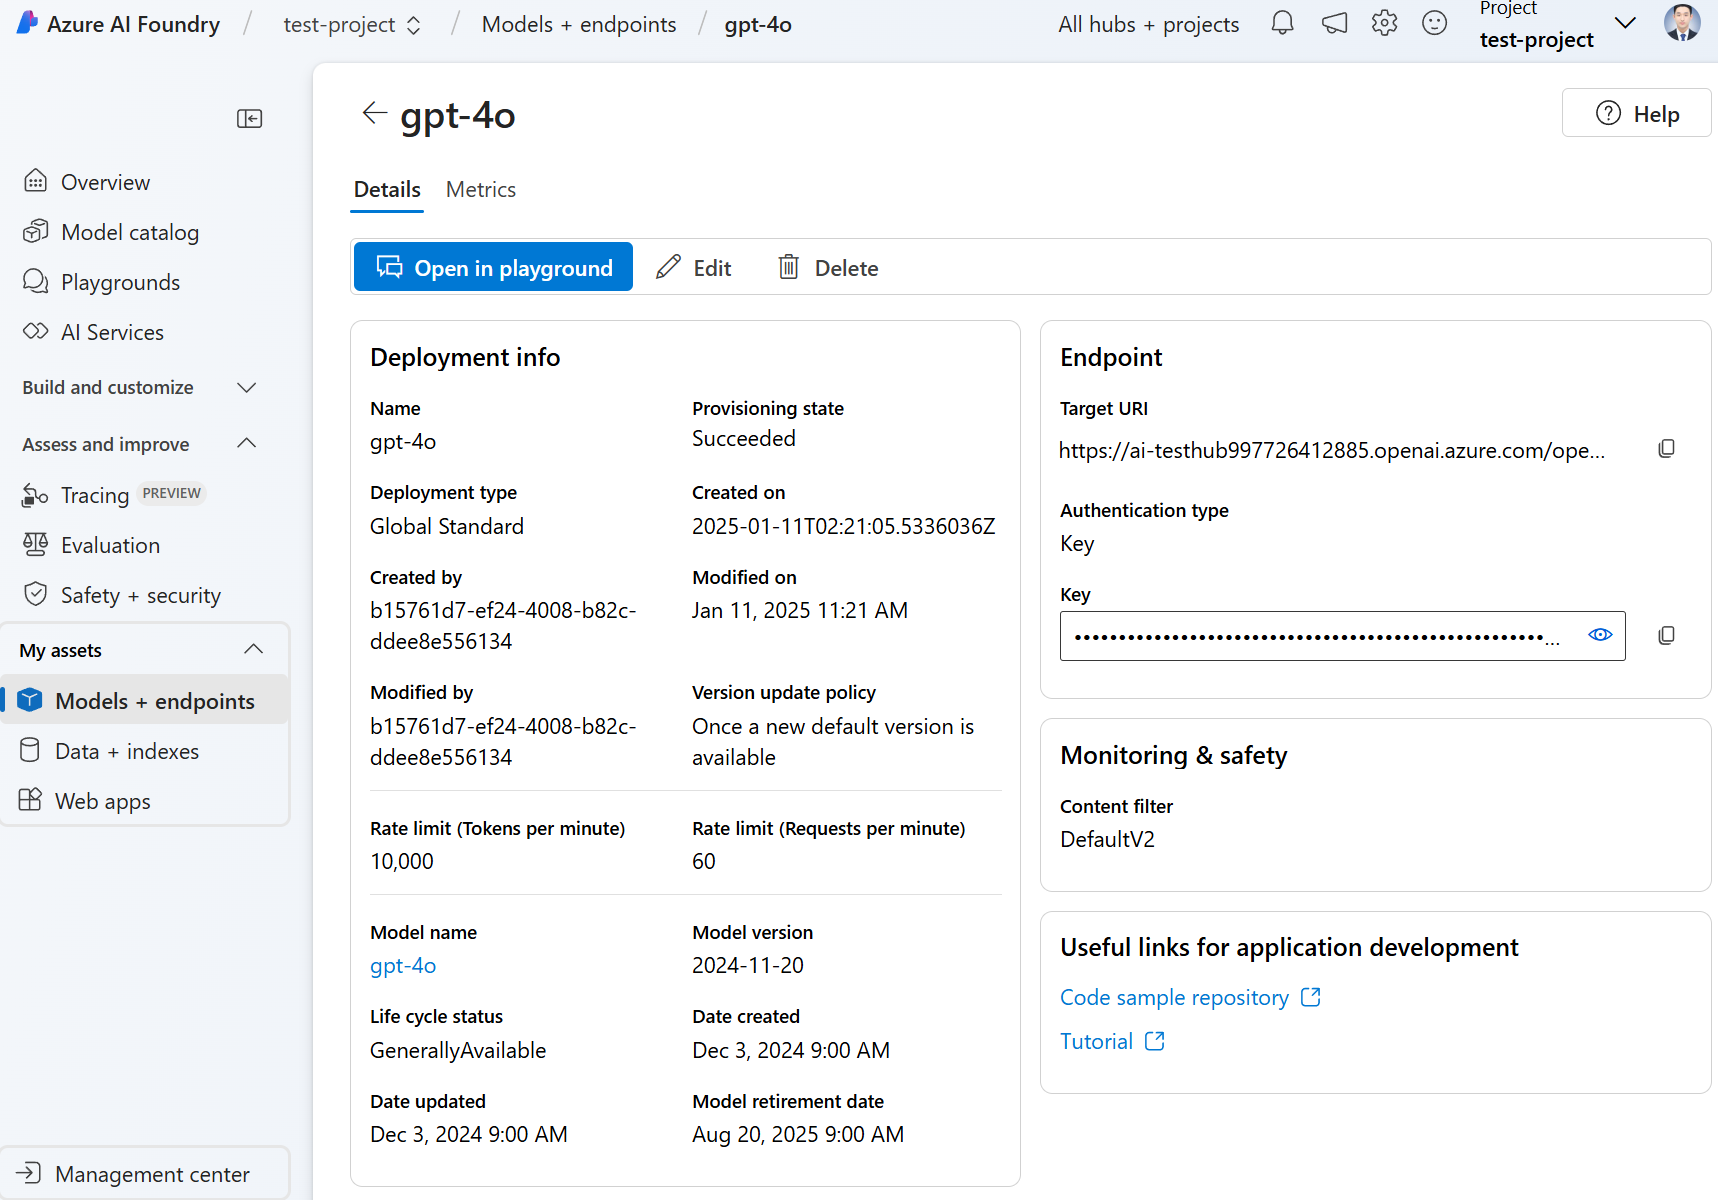 Azure AI Foundry / test-project / Models + endpoints / gpt-4o
All hubs + projects
Project
test-project
gpt-4o
Help
Details Metrics
Open in playground Edit Delete
Overview
Model catalog
Playgrounds
AI Services
Build and customize
Assess and improve
Tracing PREVIEW
Evaluation
Safety + security
My assets
Models + endpoints
Data + indexes
Web apps
Management center
Deployment info
Name
gpt-4o
Provisioning state
Succeeded
Deployment type
Global Standard
Created on
2025-01-11T02:21:05.5336036Z
Created by
b15761d7-ef24-4008-b82c-
ddee8e556134
Modified on
Jan 11, 2025 11:21 AM
Modified by
b15761d7-ef24-4008-b82c-
ddee8e556134
Version update policy
Once a new default version is
available
Rate limit (Tokens per minute)
10,000
Rate limit (Requests per minute)
60
Model name
gpt-4o
Model version
2024-11-20
Life cycle status
GenerallyAvailable
Date created
Dec 3, 2024 9:00 AM
Date updated
Dec 3, 2024 9:00 AM
Model retirement date
Aug 20, 2025 9:00 AM
Endpoint
Target URI
https://ai-testhub997726412885.openai.azure.com/ope...
Authentication type
Key
Key
Monitoring & safety
Content filter
DefaultV2
Useful links for application development
Code sample repository
Tutorial